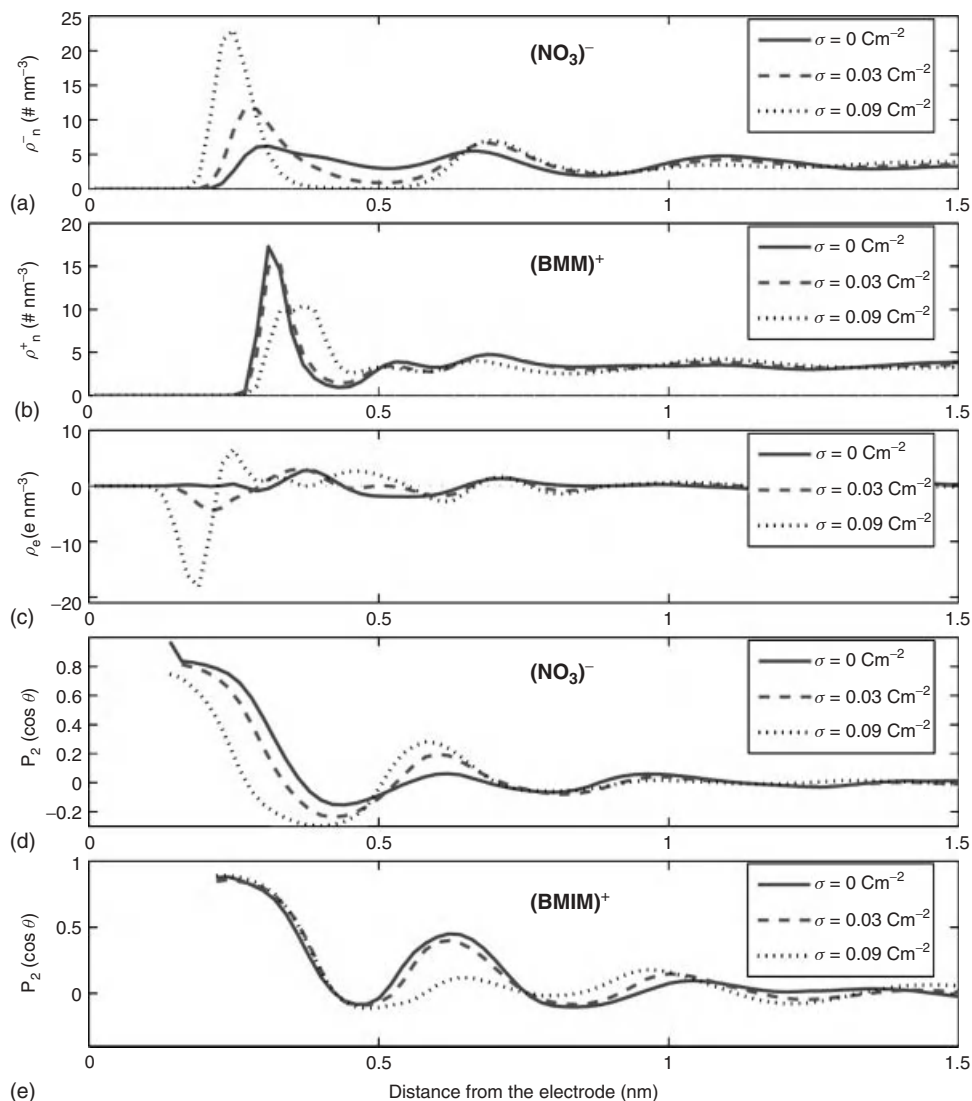 25
20
15
10
5
0
ρ⁻ₙ (# nm⁻³)
(NO₃)⁻
σ = 0 Cm⁻²
σ = 0.03 Cm⁻²
σ = 0.09 Cm⁻²
(a)
0
0.5
1
1.5
20
15
10
5
0
ρ⁺ₙ (# nm⁻³)
(BMM)⁺
σ = 0 Cm⁻²
σ = 0.03 Cm⁻²
σ = 0.09 Cm⁻²
(b)
0
0.5
1
1.5
10
0
−10
−20
ρₑ(e nm⁻³)
σ = 0 Cm⁻²
σ = 0.03 Cm⁻²
σ = 0.09 Cm⁻²
(c)
0
0.5
1
1.5
0.8
0.6
0.4
0.2
0
−0.2
P₂ (cos θ)
(NO₃)⁻
σ = 0 Cm⁻²
σ = 0.03 Cm⁻²
σ = 0.09 Cm⁻²
(d)
0
0.5
1
1.5
1
0.5
0
P₂ (cos θ)
(BMIM)⁺
σ = 0 Cm⁻²
σ = 0.03 Cm⁻²
σ = 0.09 Cm⁻²
(e)
0
0.5
1
1.5
Distance from the electrode (nm)